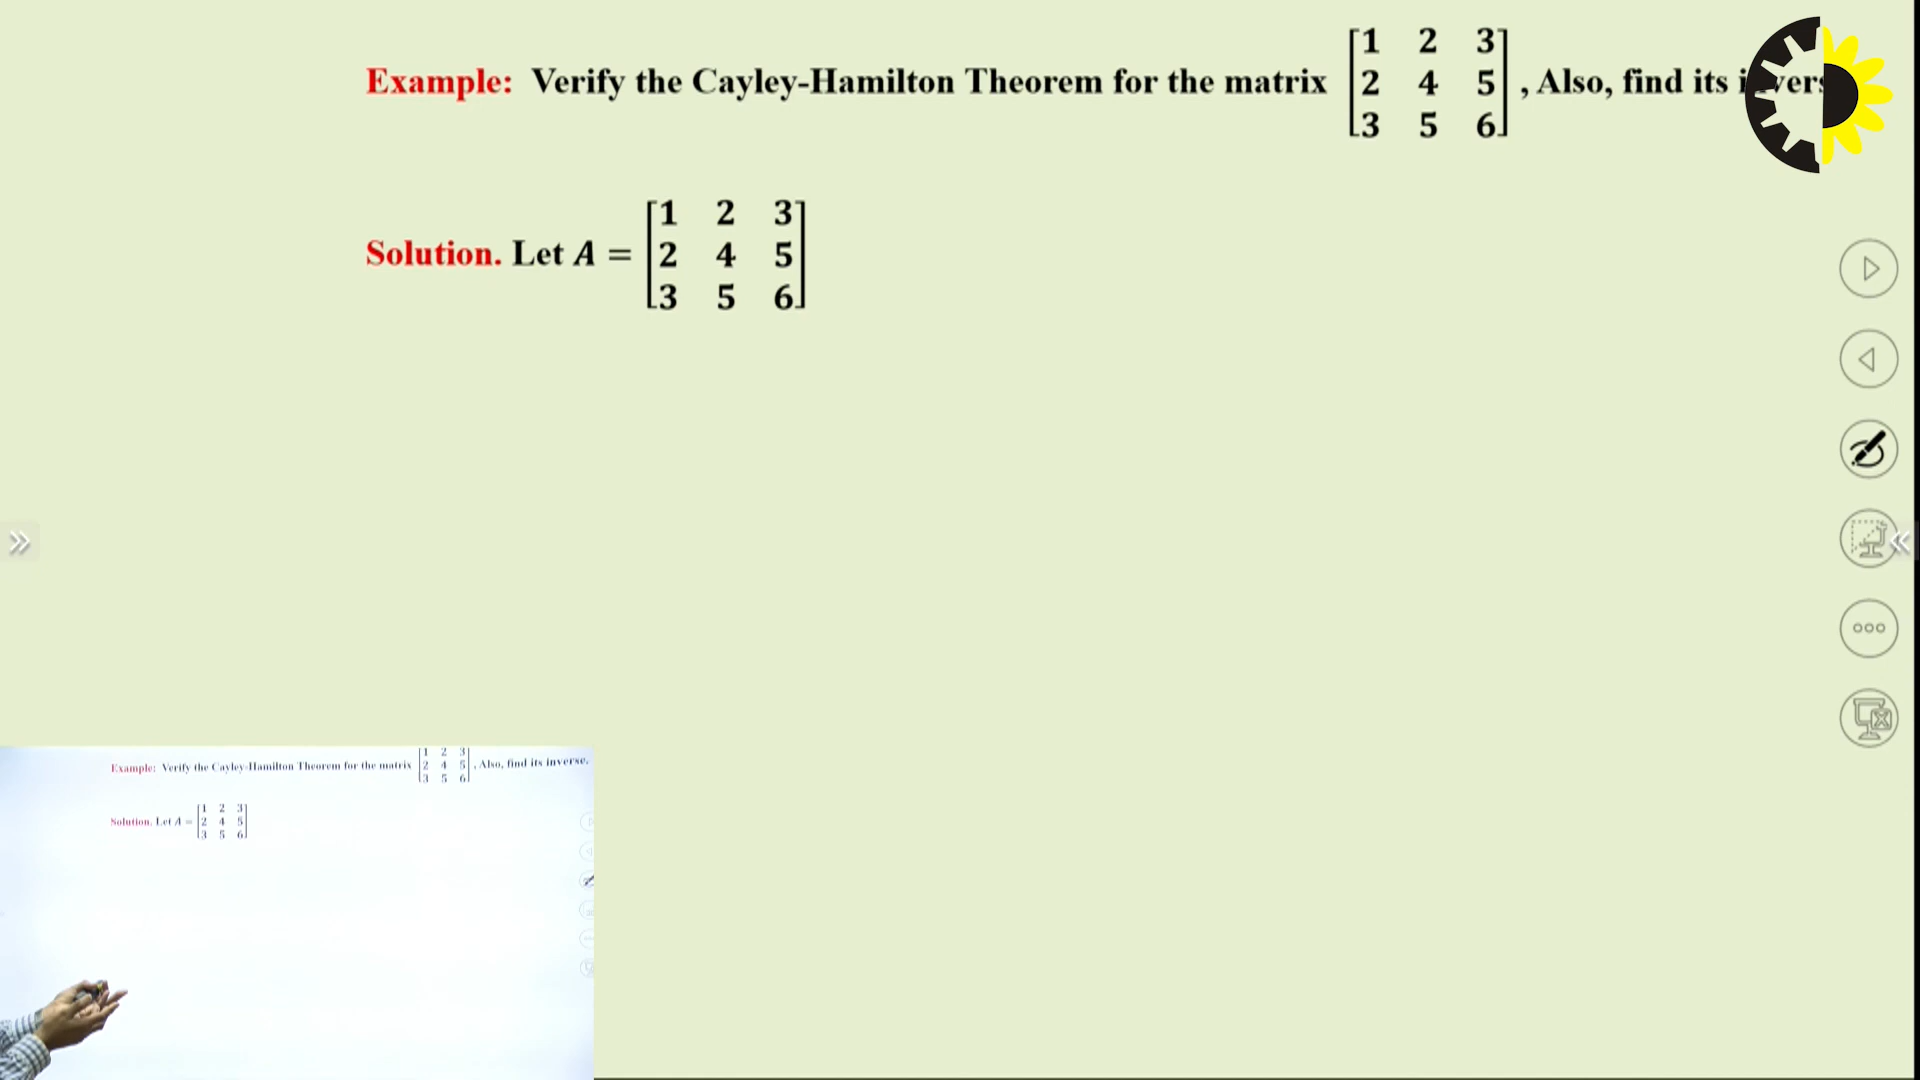 Example: Verify the Cayley-Hamilton Theorem for the matrix [1 2 3
2 4 5
3 5 6] , Also, find its inverse
Solution. Let A = [1 2 3
2 4 5
3 5 6]
Example: Verify the Cayley-Hamilton Theorem for the matrix [1 2 3
2 4 5
3 5 6] , Also, find its inverse.
Solution. Let A = [1 2 3
2 4 5
3 5 6]